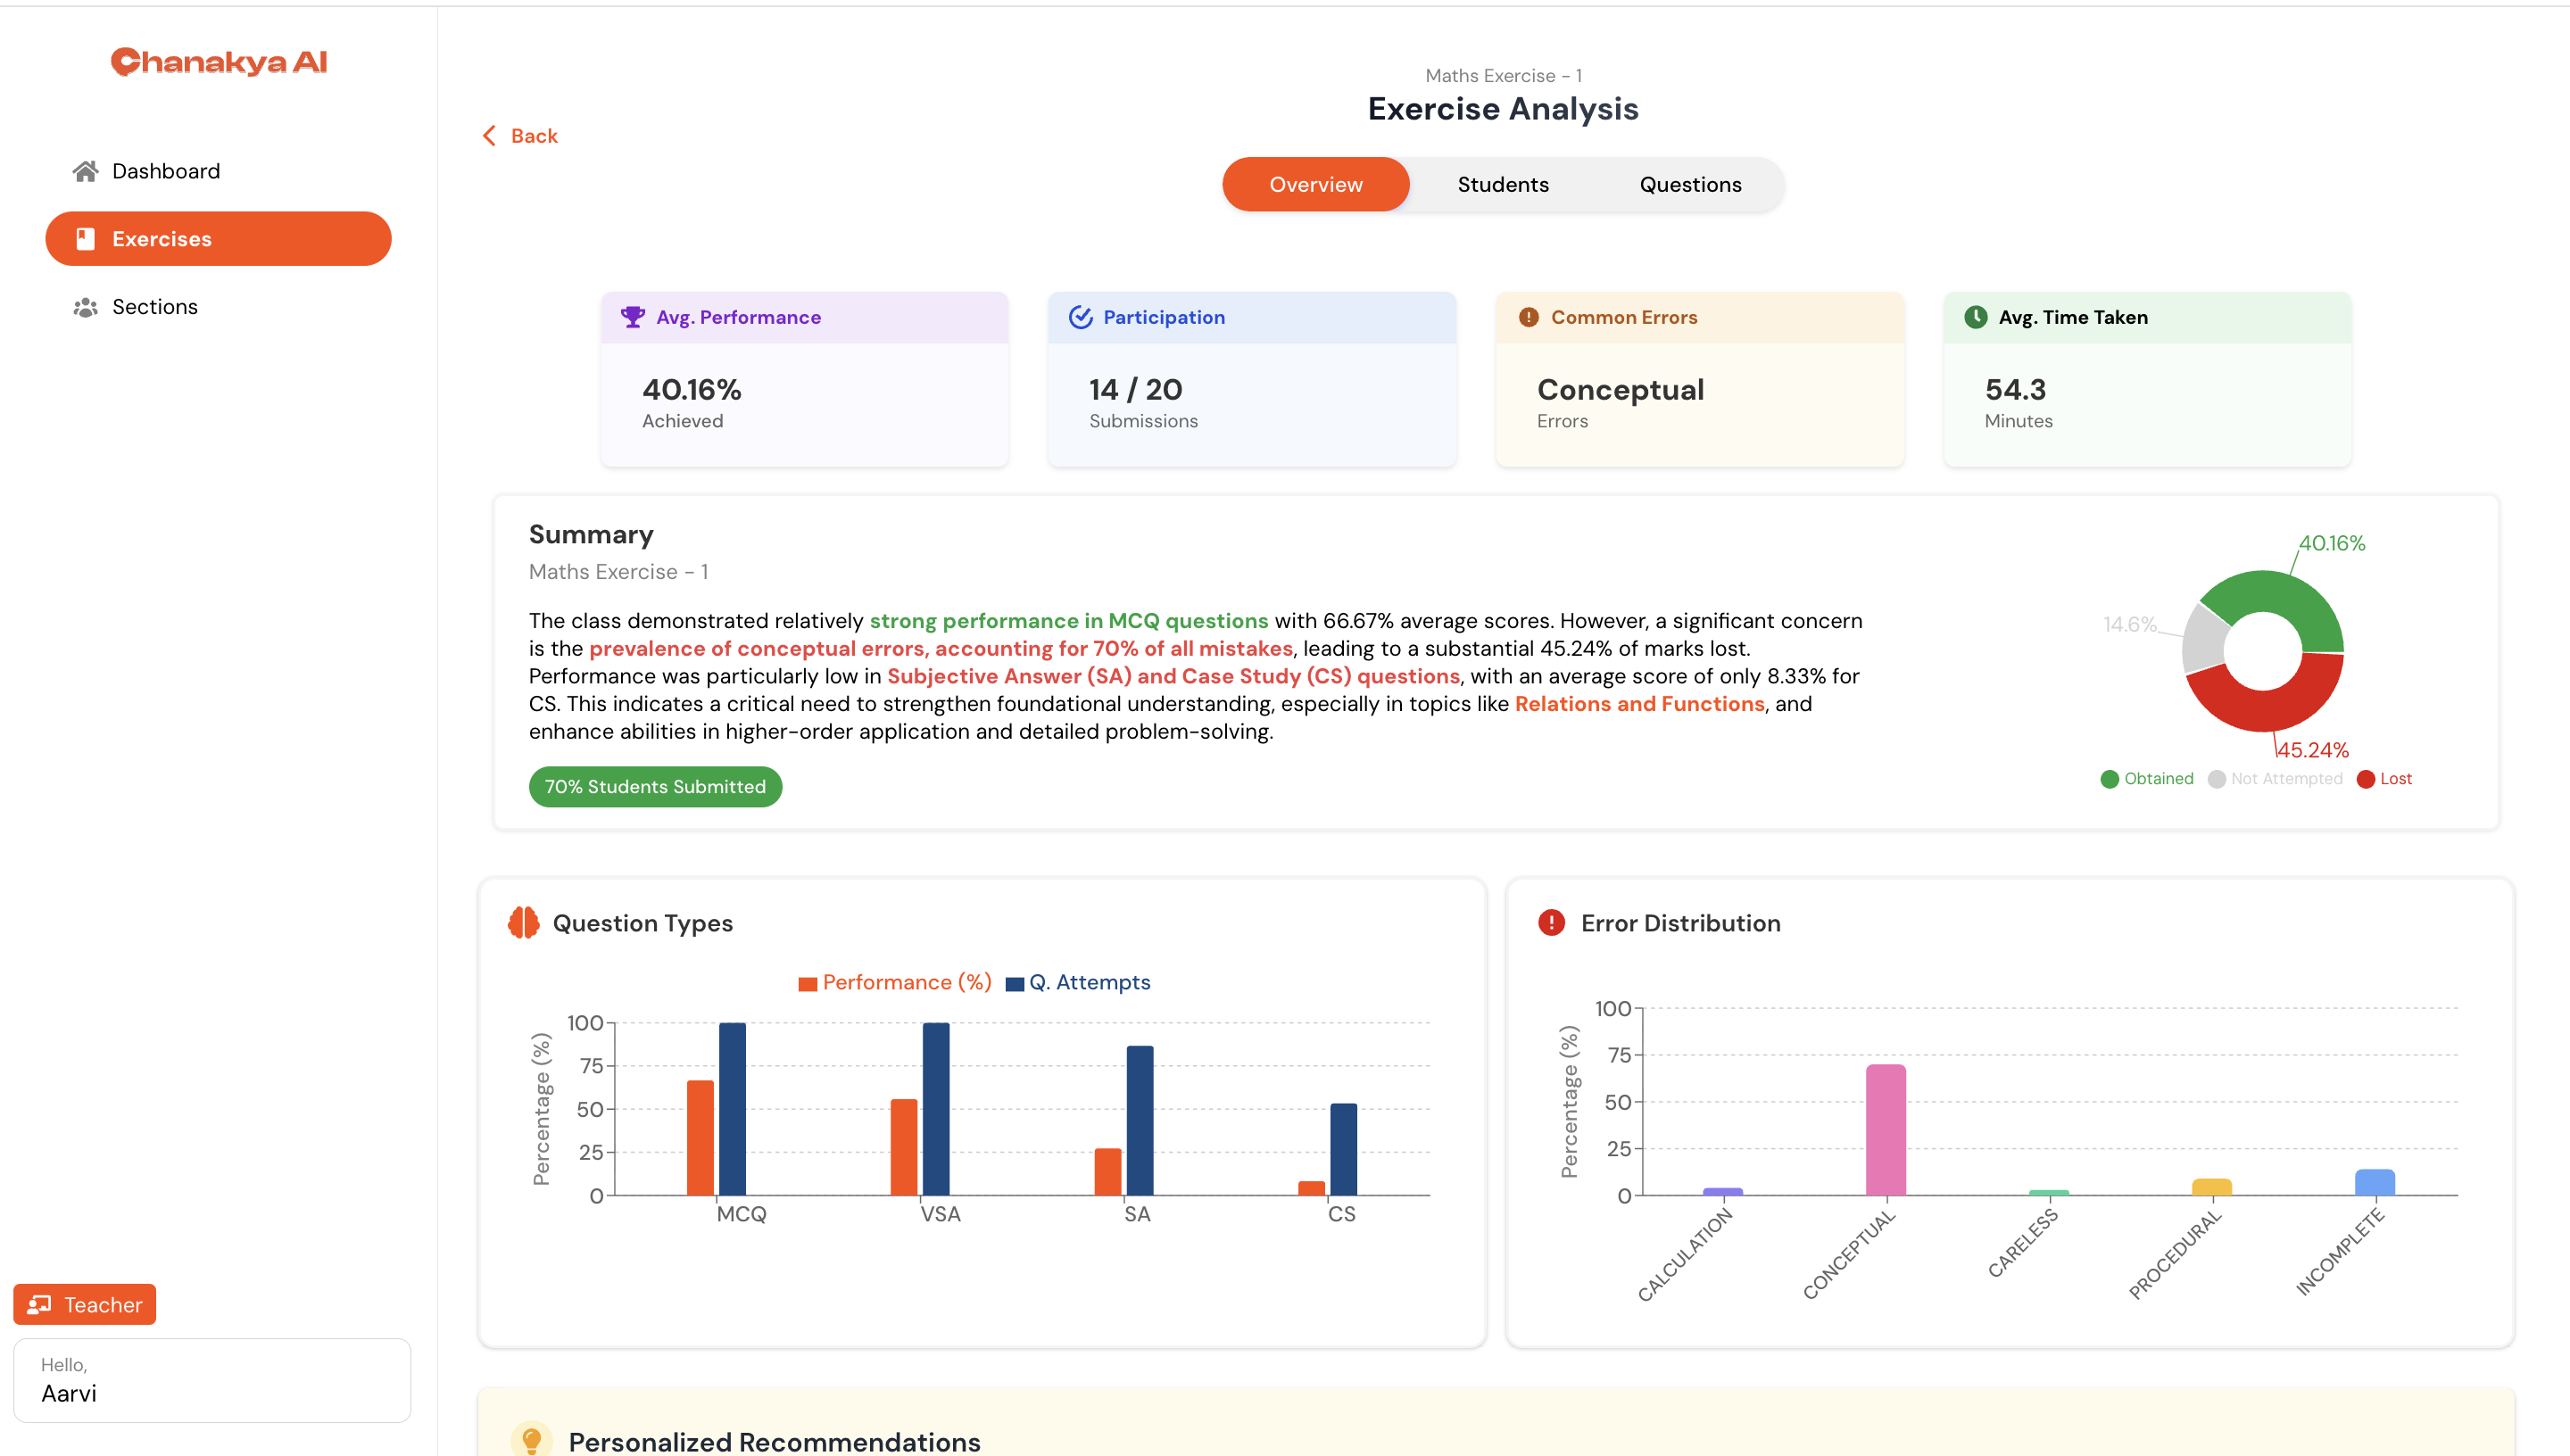 Chanakya AI
Dashboard
Exercises
Sections
Teacher
Hello,
Aarvi
Back
Maths Exercise - 1
Exercise Analysis
Overview
Students
Questions
Avg. Performance
40.16%
Achieved
Participation
14 / 20
Submissions
Common Errors
Conceptual
Errors
Avg. Time Taken
54.3
Minutes
Summary
Maths Exercise - 1
The class demonstrated relatively strong performance in MCQ questions with 66.67% average scores. However, a significant concern
is the prevalence of conceptual errors, accounting for 70% of all mistakes, leading to a substantial 45.24% of marks lost.
Performance was particularly low in Subjective Answer (SA) and Case Study (CS) questions, with an average score of only 8.33% for
CS. This indicates a critical need to strengthen foundational understanding, especially in topics like Relations and Functions, and
enhance abilities in higher-order application and detailed problem-solving.
70% Students Submitted
40.16%
14.6%
45.24%
Obtained
Not Attempted
Lost
Question Types
Performance (%)
Q. Attempts
Percentage (%)
100
75
50
25
0
MCQ
VSA
SA
CS
Error Distribution
Percentage (%)
100
75
50
25
0
CALCULATION
CONCEPTUAL
CARELESS
PROCEDURAL
INCOMPLETE
Personalized Recommendations